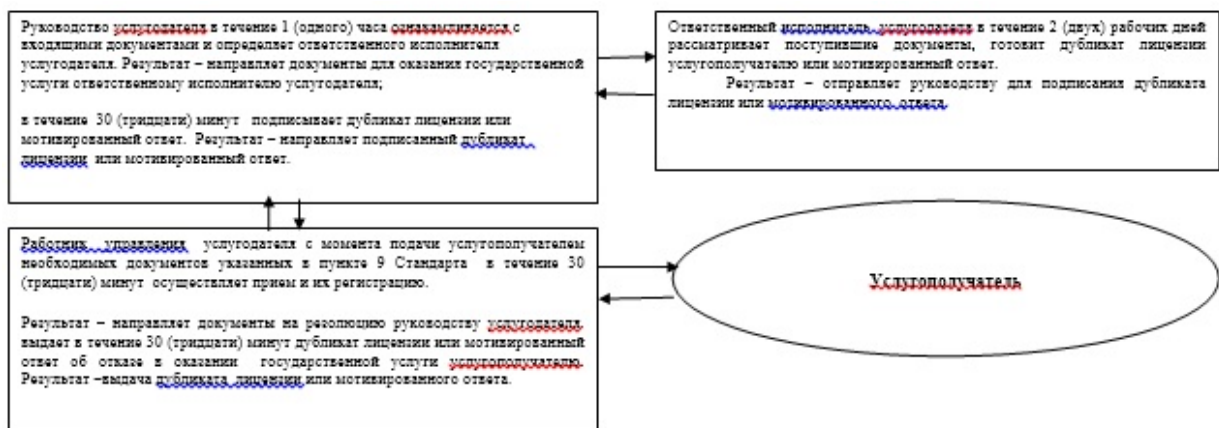 Руководство услугодателя в течение 1 (одного) часа ознакамливается с
входящими документами и определяет ответственного исполнителя
услугодателя. Результат – направляет документы для оказания государственной
услуги ответственному исполнителю услугодателя;
в течение 30 (тридцати) минут подписывает дубликат лицензии или
мотивированный ответ. Результат – направляет подписанный дубликат
лицензии или мотивированный ответ.
Ответственный исполнитель услугодателя в течение 2 (двух) рабочих дней
рассматривает поступившие документы, готовит дубликат лицензии
услугополучателю или мотивированный ответ.
Результат – отправляет руководству для подписания дубликата
лицензии или мотивированного ответа.
Работник управления услугодателя с момента подачи услугополучателем
необходимых документов указанных в пункте 9 Стандарта в течение 30
(тридцати) минут осуществляет прием и их регистрацию.
Результат – направляет документы на резолюцию руководству услугодателя,
выдает в течение 30 (тридцати) минут дубликат лицензии или мотивированный
ответ об отказе в оказании государственной услуги услугополучателю.
Результат –выдача дубликата лицензии или мотивированного ответа.
Услугополучатель